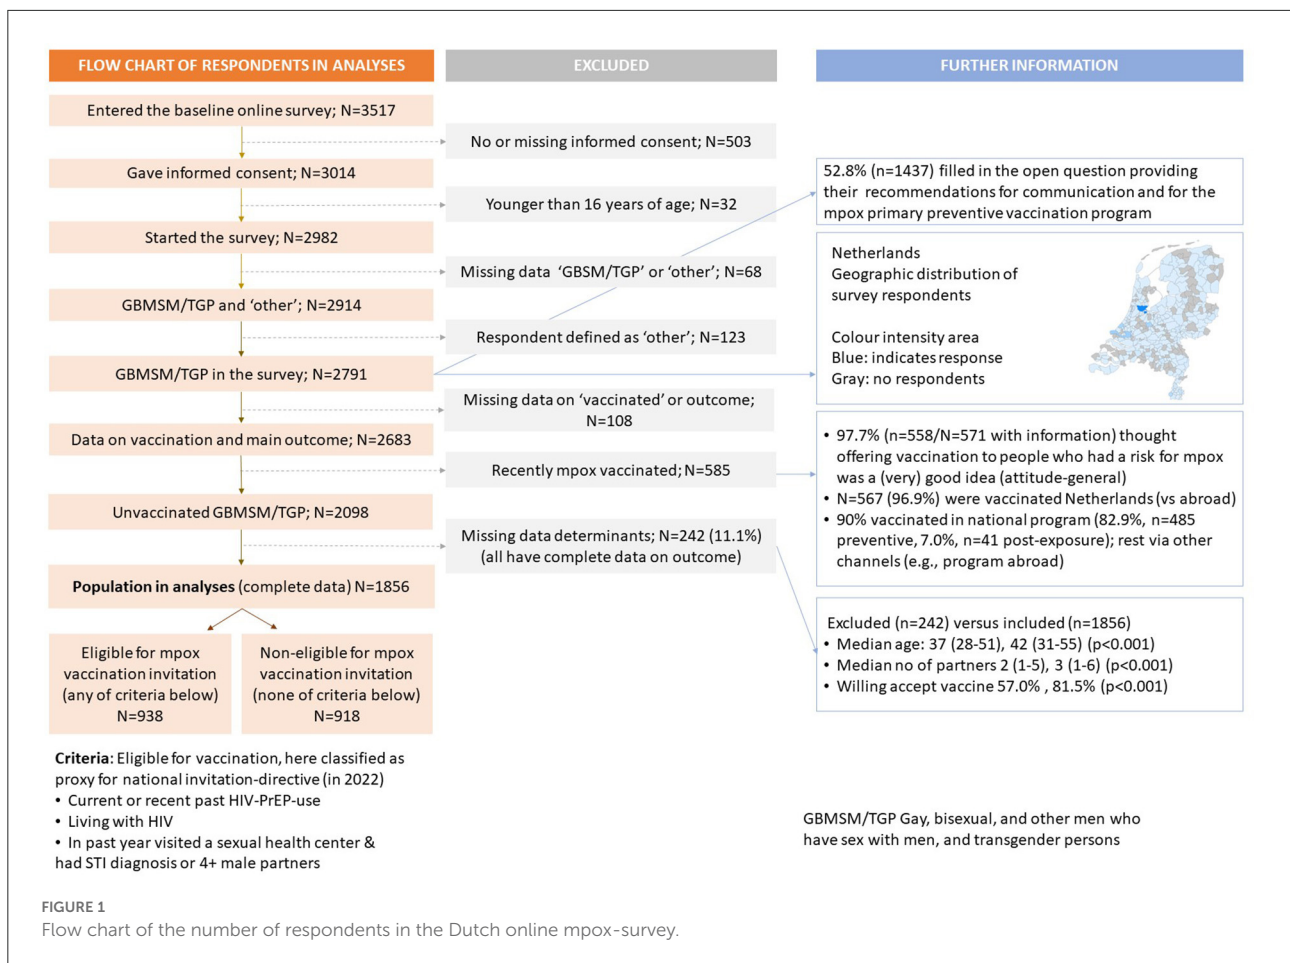 FLOW CHART OF RESPONDENTS IN ANALYSES
Entered the baseline online survey; N=3517
Gave informed consent; N=3014
Started the survey; N=2982
GBMSM/TGP and ‘other’; N=2914
GBMSM/TGP in the survey; N=2791
Data on vaccination and main outcome; N=2683
Unvaccinated GBMSM/TGP; N=2098
Population in analyses (complete data) N=1856
Eligible for mpox
vaccination invitation
(any of criteria below)
N=938
Non-eligible for mpox
vaccination invitation
(none of criteria below)
N=918
Criteria: Eligible for vaccination, here classified as
proxy for national invitation-directive (in 2022)
• Current or recent past HIV-PrEP-use
• Living with HIV
• In past year visited a sexual health center &
had STI diagnosis or 4+ male partners
EXCLUDED
No or missing informed consent; N=503
Younger than 16 years of age; N=32
Missing data ‘GBSM/TGP’ or ‘other’; N=68
Respondent defined as ‘other’; N=123
Missing data on ‘vaccinated’ or outcome;
N=108
Recently mpox vaccinated; N=585
Missing data determinants; N=242 (11.1%)
(all have complete data on outcome)
FURTHER INFORMATION
52.8% (n=1437) filled in the open question providing
their recommendations for communication and for the
mpox primary preventive vaccination program
Netherlands
Geographic distribution of
survey respondents
Colour intensity area
Blue: indicates response
Gray: no respondents
• 97.7% (n=558/N=571 with information) thought
offering vaccination to people who had a risk for mpox
was a (very) good idea (attitude-general)
• N=567 (96.9%) were vaccinated Netherlands (vs abroad)
• 90% vaccinated in national program (82.9%, n=485
preventive, 7.0%, n=41 post-exposure); rest via other
channels (e.g., program abroad)
Excluded (n=242) versus included (n=1856)
• Median age: 37 (28-51), 42 (31-55) (p<0.001)
• Median no of partners 2 (1-5), 3 (1-6) (p<0.001)
• Willing accept vaccine 57.0% , 81.5% (p<0.001)
GBMSM/TGP Gay, bisexual, and other men who
have sex with men, and transgender persons
FIGURE 1
Flow chart of the number of respondents in the Dutch online mpox-survey.